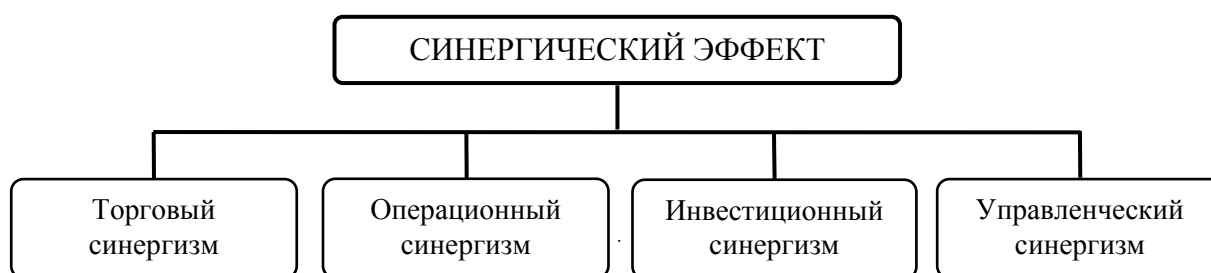 СИНЕРГИЧЕСКИЙ ЭФФЕКТ
Торговый
синергизм
Операционный
синергизм
Инвестиционный
синергизм
Управленческий
синергизм